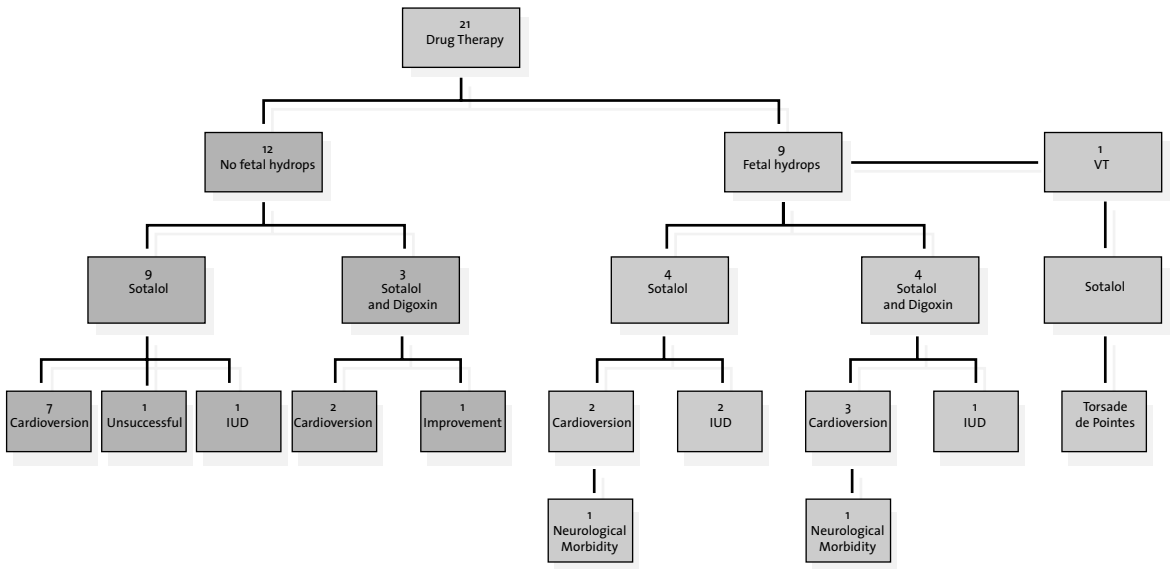 21
Drug Therapy
12
No fetal hydrops
9
Fetal hydrops
1
VT
9
Sotalol
3
Sotalol
and Digoxin
4
Sotalol
4
Sotalol
and Digoxin
Sotalol
7
Cardioversion
1
Unsuccessful
1
IUD
2
Cardioversion
1
Improvement
2
Cardioversion
2
IUD
3
Cardioversion
1
IUD
Torsade
de Pointes
1
Neurological
Morbidity
1
Neurological
Morbidity